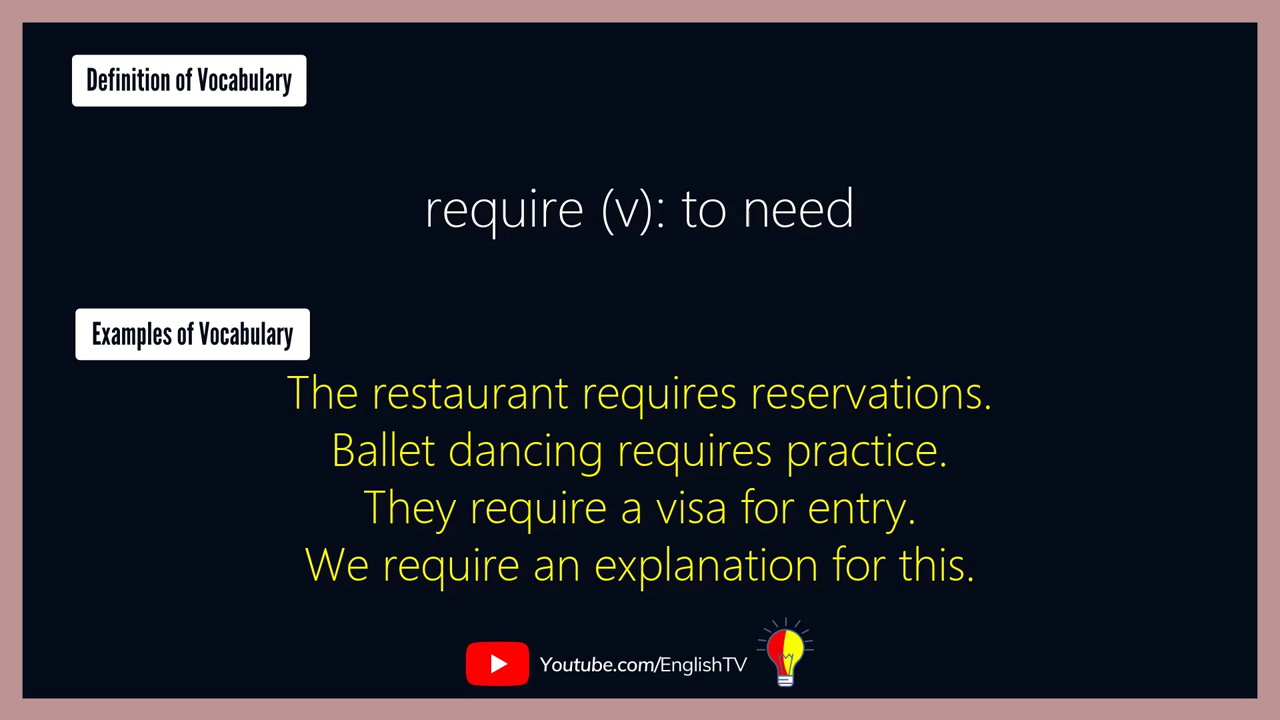 Definition of Vocabulary
require (v): to need
Examples of Vocabulary
The restaurant requires reservations.
Ballet dancing requires practice.
They require a visa for entry.
We require an explanation for this.
Youtube.com/EnglishTV